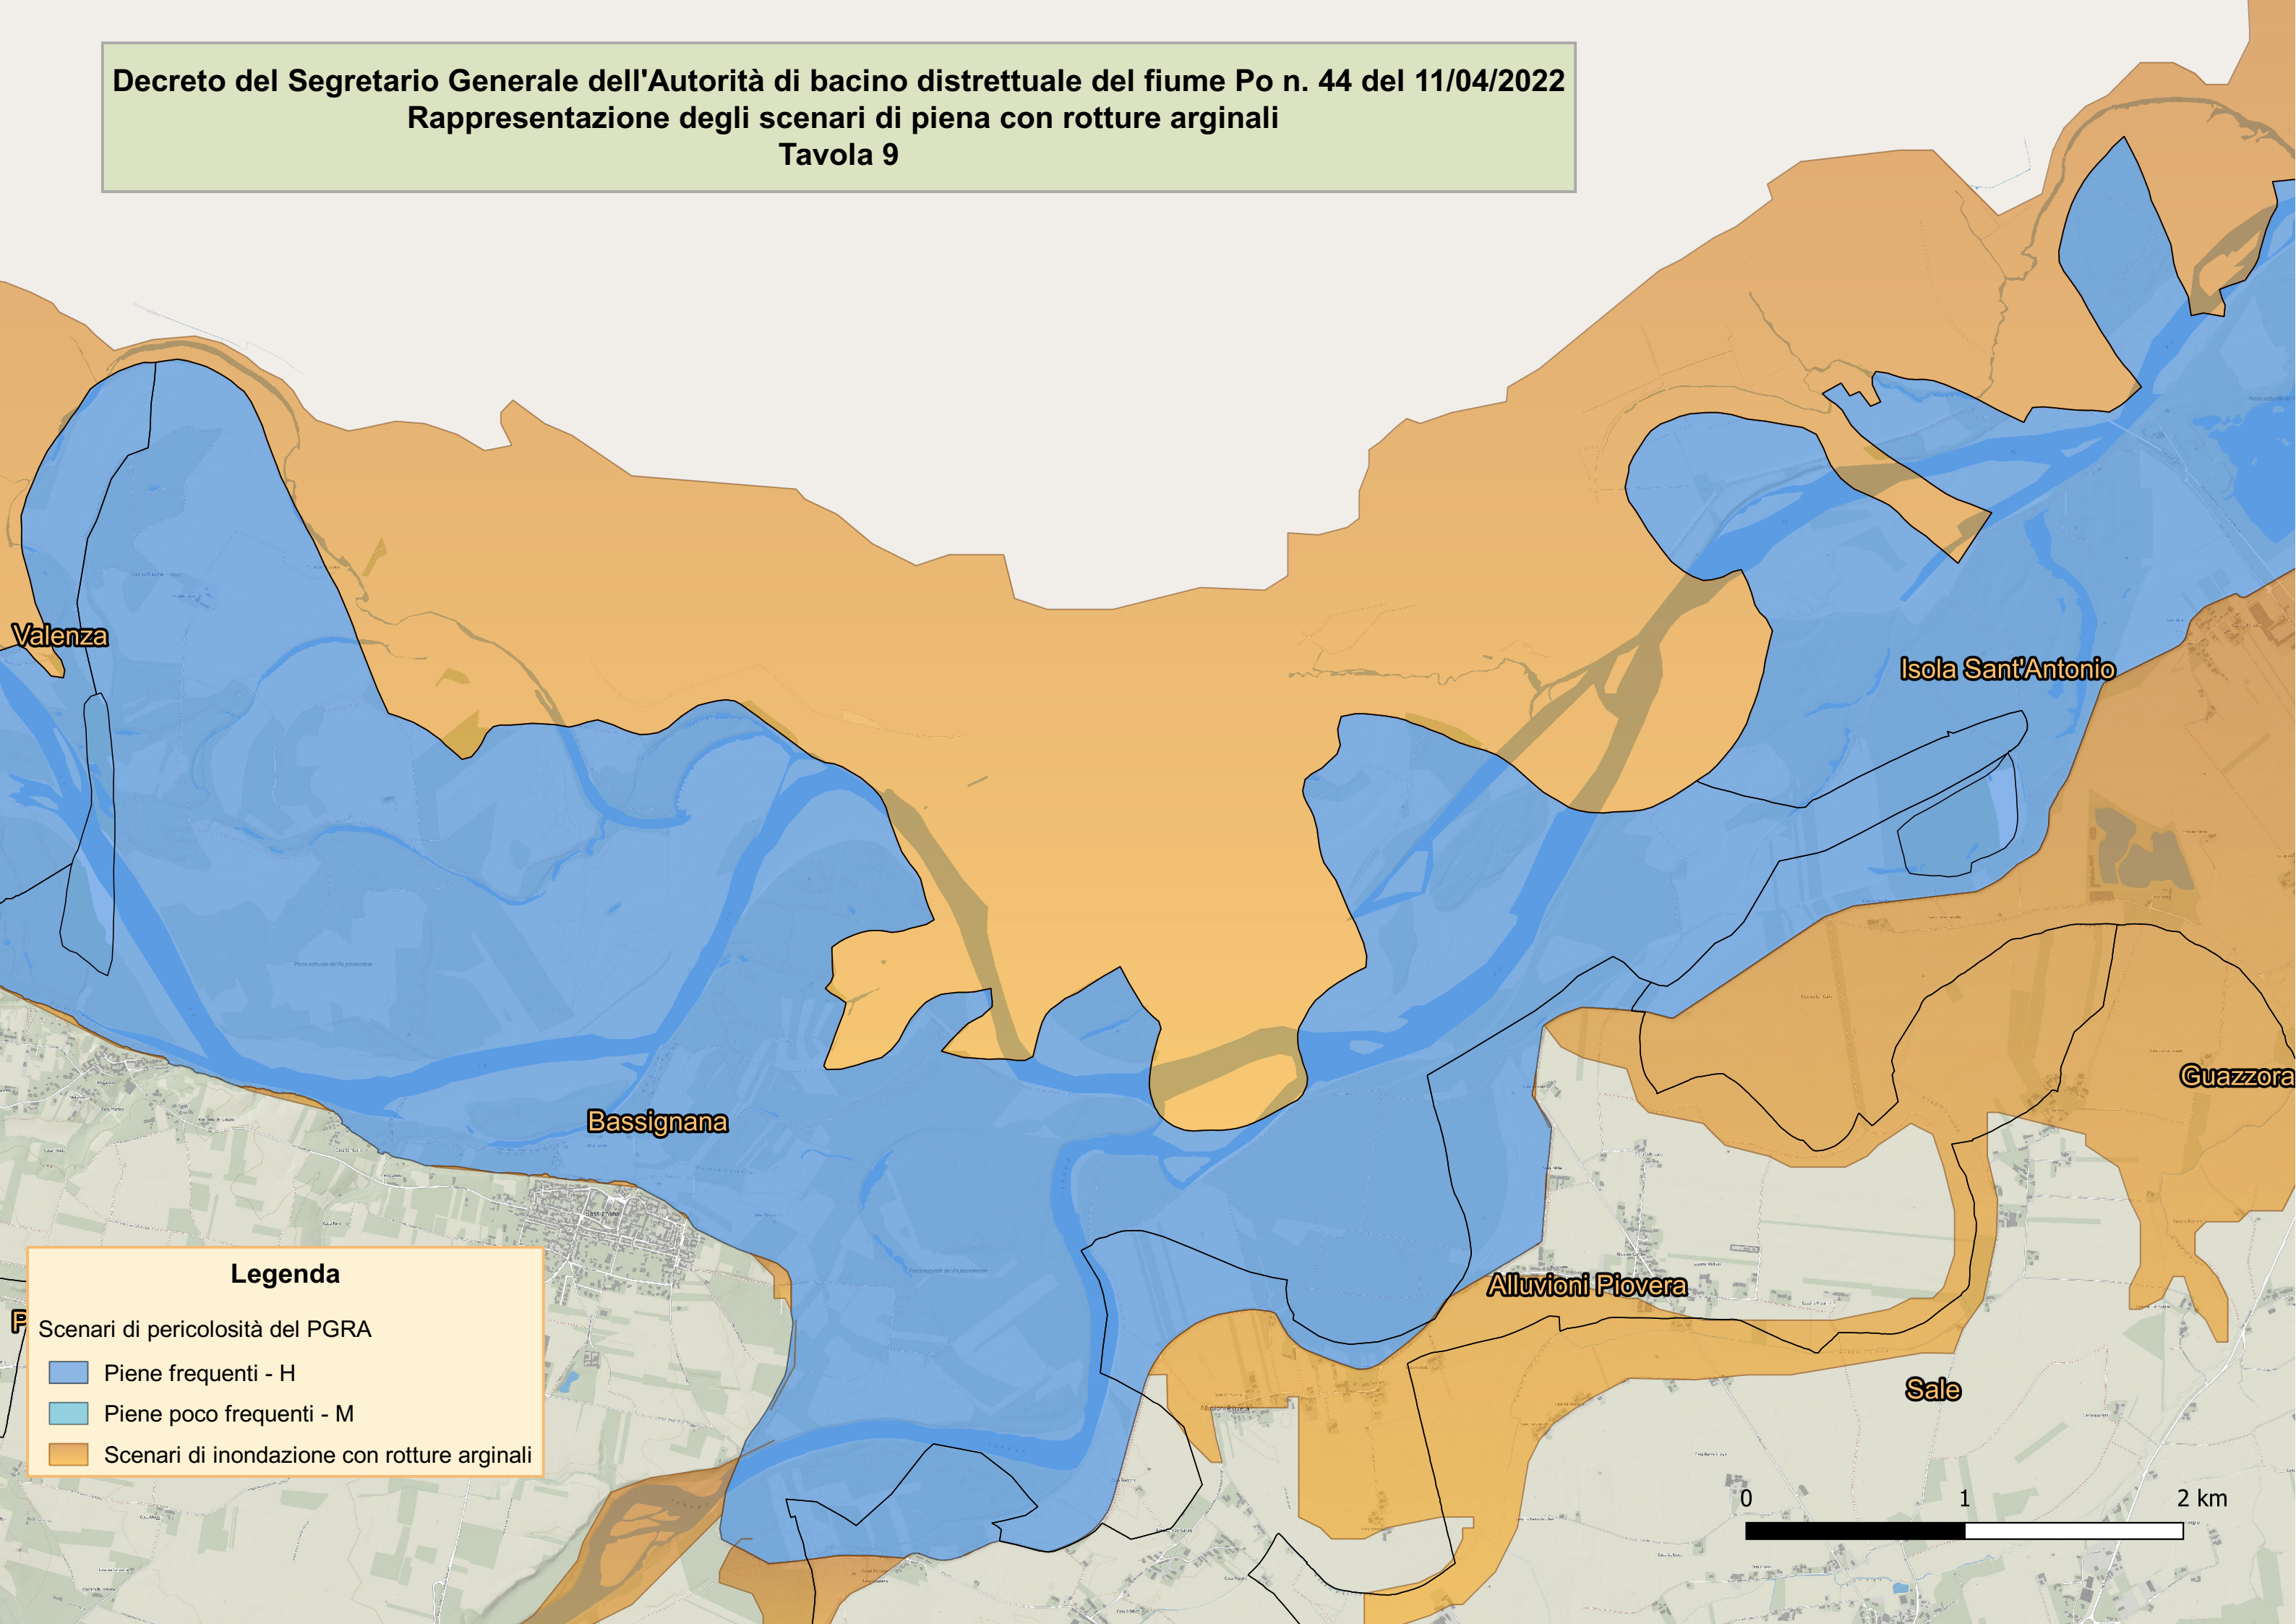 Decreto del Segretario Generale dell'Autorità di bacino distrettuale del fiume Po n. 44 del 11/04/2022
Rappresentazione degli scenari di piena con rotture arginali
Tavola 9
Valenza
Isola Sant'Antonio
Guazzora
Bassignana
Bassignana
Alluvioni Piovera
Sale
Alluvioni Piovera
Legenda
Scenari di pericolosità del PGRA
Piene frequenti - H
Piene poco frequenti - M
Scenari di inondazione con rotture arginali
0 1 2 km